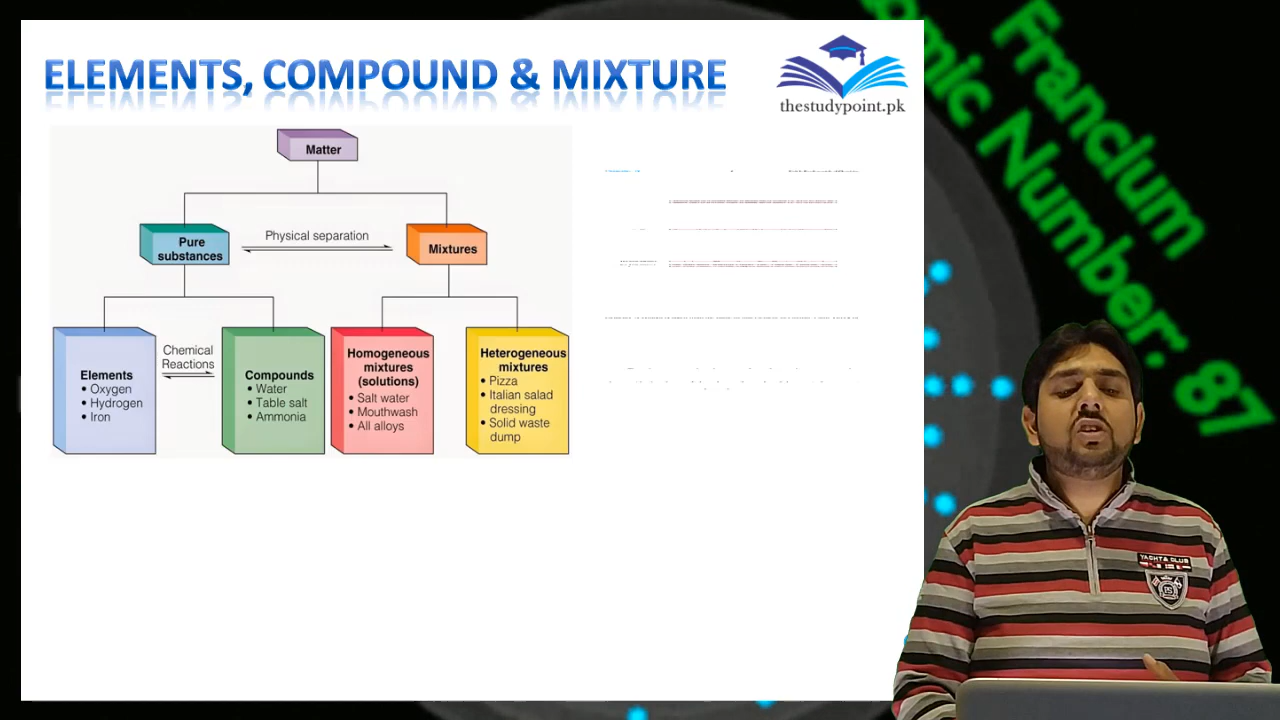 ELEMENTS, COMPOUND & MIXTURE
thestudypoint.pk
Matter
Pure
substances
Physical separation
Mixtures
Elements
• Oxygen
• Hydrogen
• Iron
Chemical
Reactions
Compounds
• Water
• Table salt
• Ammonia
Homogeneous
mixtures
(solutions)
• Salt water
• Mouthwash
• All alloys
Heterogeneous
mixtures
• Pizza
• Italian salad
dressing
• Solid waste
dump
Francium
Number: 87
YACHT & CLUB